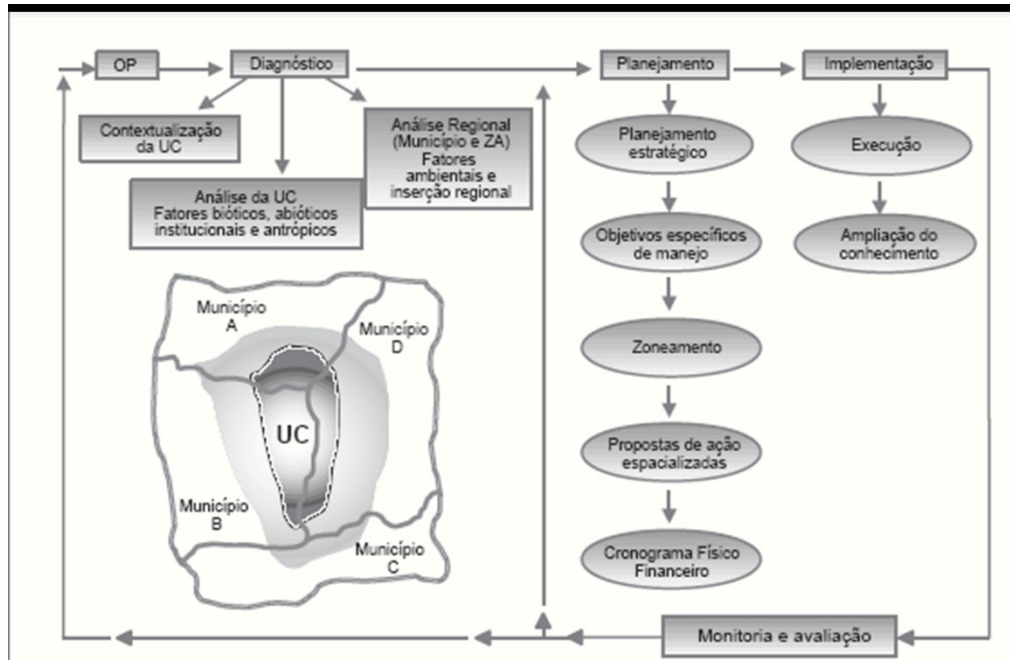 OP
Diagnóstico
Planejamento
Implementação
Contextualização
da UC
Análise Regional
(Município e ZA)
Fatores
ambientais e
inserção regional
Análise da UC
Fatores bióticos, abióticos
institucionais e antrópicos
Planejamento
estratégico
Execução
Objetivos específicos
de manejo
Ampliação do
conhecimento
Município
A
Município
D
UC
Município
B
Município
C
Zoneamento
Propostas de ação
espacializadas
Cronograma Físico
Financeiro
Monitoria e avaliação